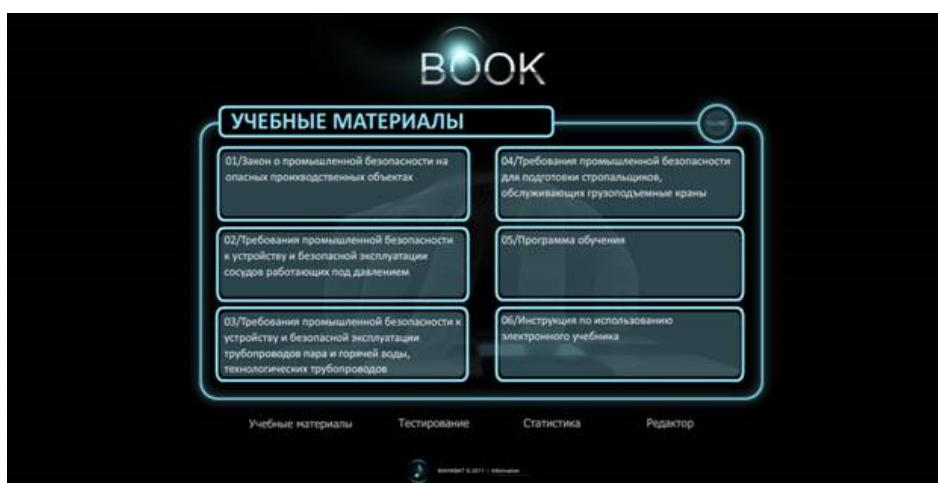 BOOK
УЧЕБНЫЕ МАТЕРИАЛЫ
01/Закон о промышленной безопасности на
опасных производственных объектах
02/Требования промышленной безопасности
к устройству и безопасной эксплуатации
сосудов работающих под давлением
03/Требования промышленной безопасности к
устройству и безопасной эксплуатации
трубопроводов пара и горячей воды,
технологических трубопроводов
04/Требования промышленной безопасности
для подготовки стропальщиков,
обслуживающих грузоподъемные краны
05/Программа обучения
06/Инструкция по использованию
электронного учебника
Учебные материалы
Тестирование
Статистика
Редактор
© 2011 | Information